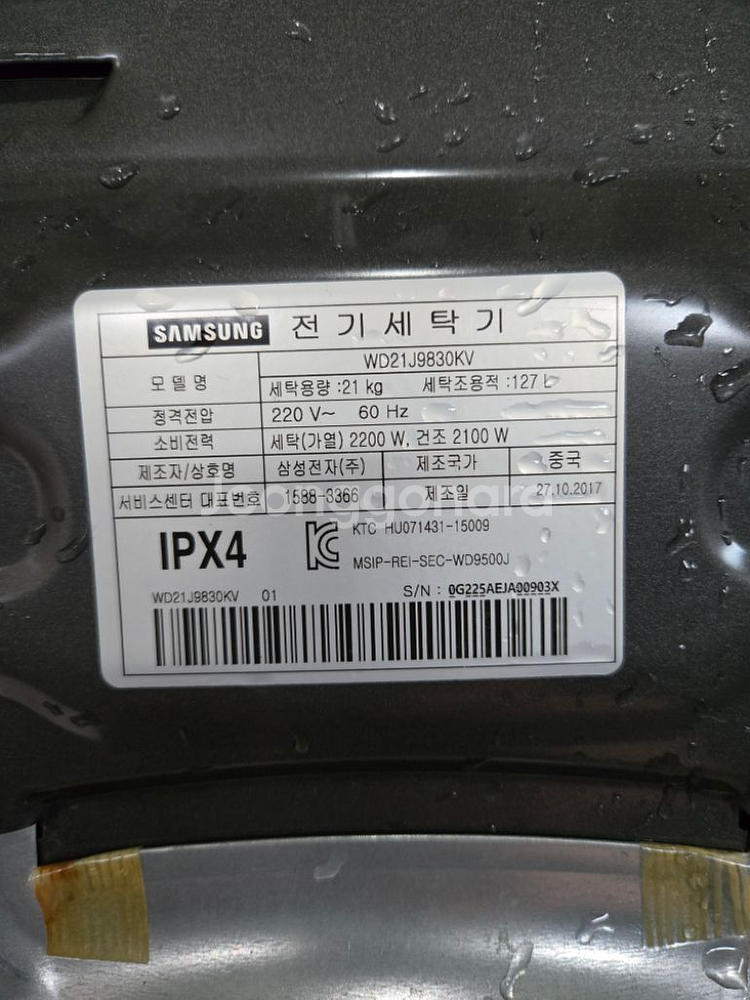 SAMSUNG 전기세탁기
모델명 WD21J9830KV
세탁용량 :21 kg 세탁조용적 :127 L
정격전압 220 V~ 60 Hz
소비전력 세탁(가열) 2200 W, 건조 2100 W
제조자/상호명 삼성전자(주) 제조국가 중국
서비스센터 대표번호 1588-3366 제조일 27.10.2017
joonggonara
IPX4 KTC HU071431-15009
MSIP-REI-SEC-WD9500J
WD21J9830KV 01 S/N : 0G225AEJA00903X